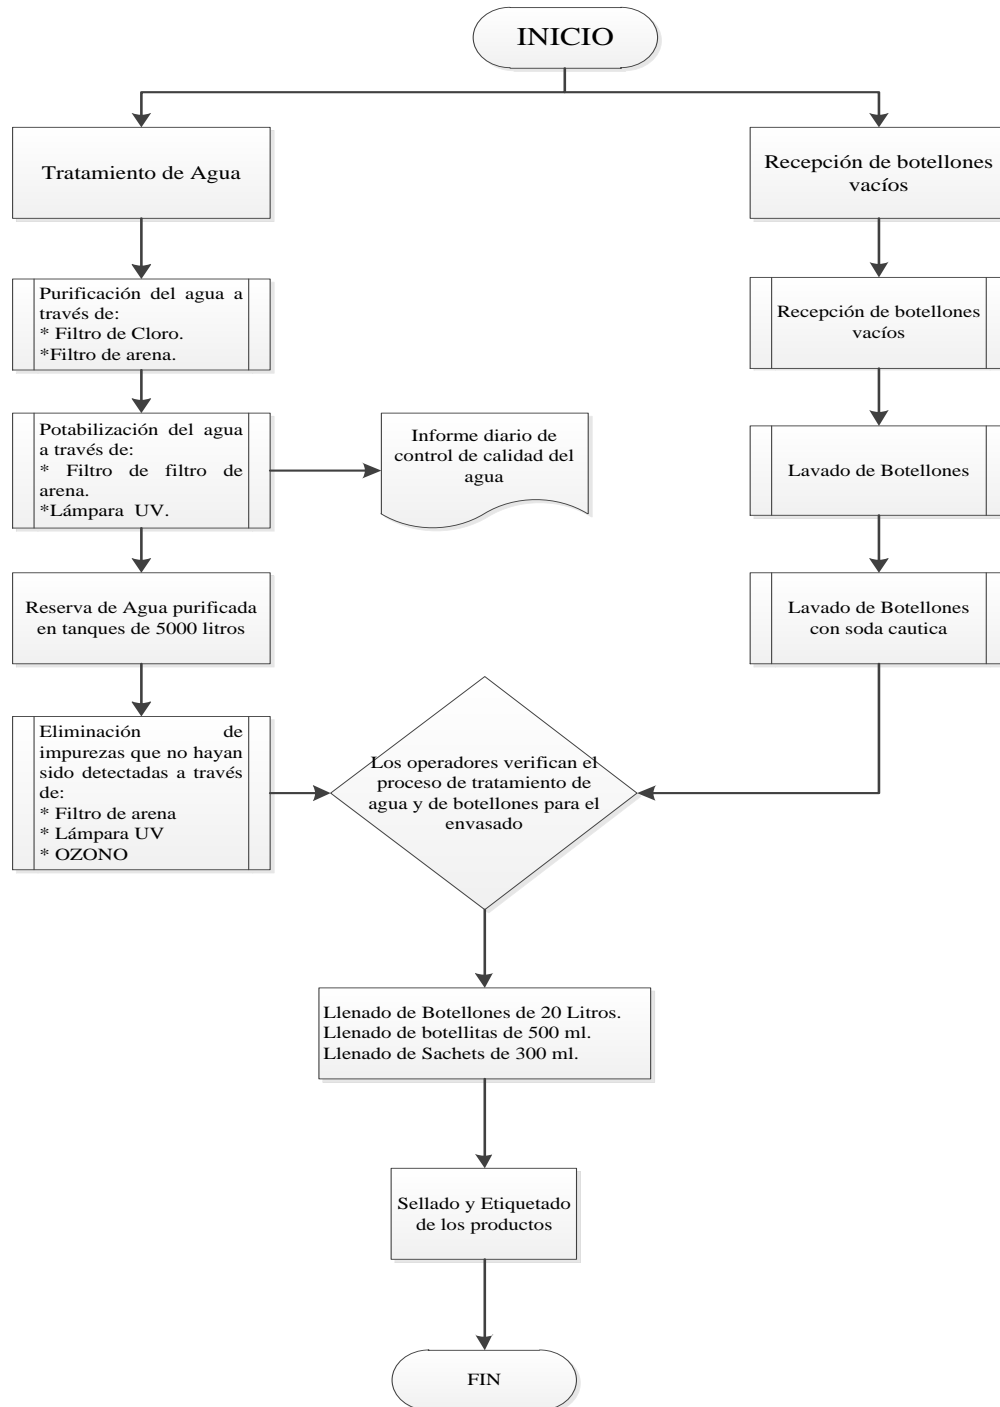 INICIO
Tratamiento de Agua
Purificación del agua a
través de:
* Filtro de Cloro.
*Filtro de arena.
Potabilización del agua
a través de:
* Filtro de filtro de
arena.
*Lámpara UV.
Informe diario de
control de calidad del
agua
Reserva de Agua purificada
en tanques de 5000 litros
Eliminación de
impurezas que no hayan
sido detectadas a través
de:
* Filtro de arena
* Lámpara UV
* OZONO
Recepción de botellones
vacíos
Recepción de botellones
vacíos
Lavado de Botellones
Lavado de Botellones
con soda cautica
Los operadores verifican el
proceso de tratamiento de
agua y de botellones para el
envasado
Llenado de Botellones de 20 Litros.
Llenado de botellitas de 500 ml.
Llenado de Sachets de 300 ml.
Sellado y Etiquetado
de los productos
FIN